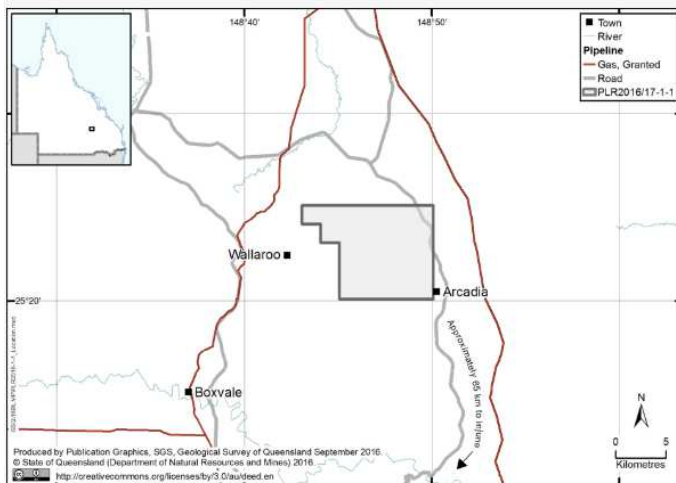 148°40'
148°50'
Town
River
Pipeline
Gas, Granted
Road
PLR2016/17-1-1
Wallaroo
25°20'
Arcadia
Approximately 85 km to Injune
Boxvale
N
0 5
Kilometres
Produced by Publication Graphics, SGS, Geological Survey of Queensland September 2016.
© State of Queensland (Department of Natural Resources and Mines) 2016.
http://creativecommons.org/licenses/by/3.0/au/deed.en